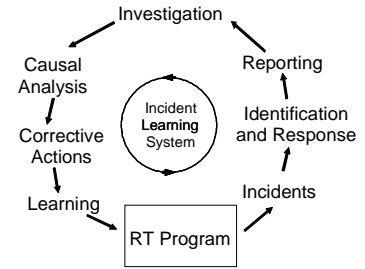 Investigation
Causal
Analysis
Reporting
Incident
Learning
System
Identification
and Response
Corrective
Actions
Learning
Incidents
RT Program